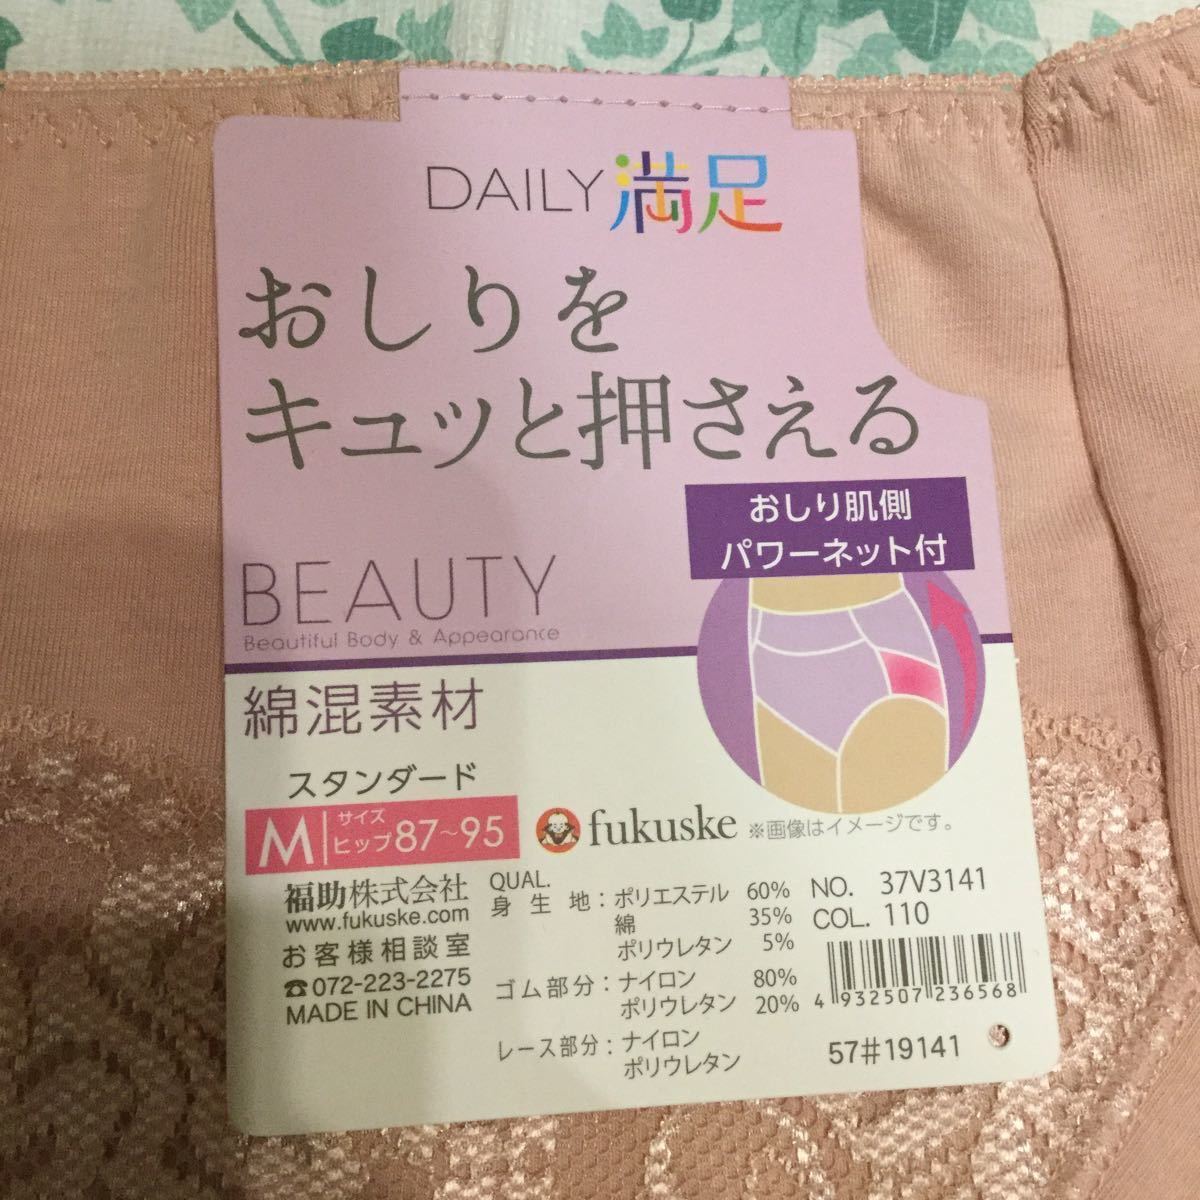 DAILY 満足
おしりを
キュッと押さえる
おしり肌側
パワーネット付
BEAUTY
Beautiful Body & Appearance
綿混素材
スタンダード
M サイズ ヒップ87〜95
fukuske ※画像はイメージです。
福助株式会社
www.fukuske.com
お客様相談室
☎072-223-2275
MADE IN CHINA
QUAL.
身生地：ポリエステル 60%
綿 35%
ポリウレタン 5%
ゴム部分：ナイロン 80%
ポリウレタン 20%
レース部分：ナイロン
ポリウレタン
NO. 37V3141
COL. 110
4 932507 236568
57#19141